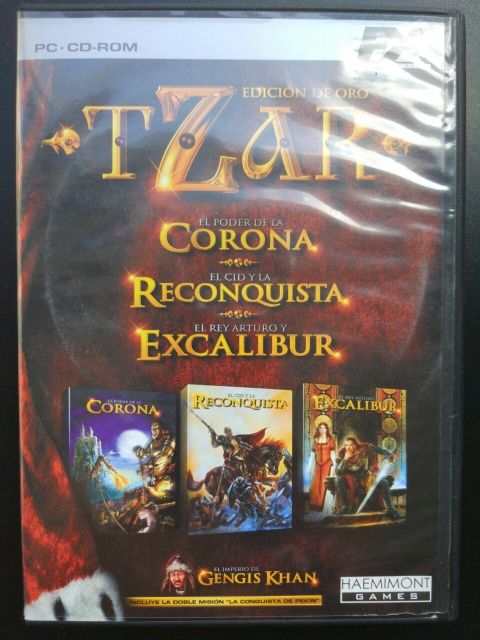 PC · CD-ROM
FX
EDICIÓN DE ORO
TZAR
EL PODER DE LA
CORONA
EL CID Y LA
RECONQUISTA
EL REY ARTURO Y
EXCALIBUR
EL PODER DE LA
CORONA
EL CID Y LA
RECONQUISTA
EL REY ARTURO Y
EXCALIBUR
EL IMPERIO DE
GENGIS KHAN
INCLUYE LA DOBLE MISIÓN "LA CONQUISTA DE PEKÍN"
HAEMIMONT
GAMES